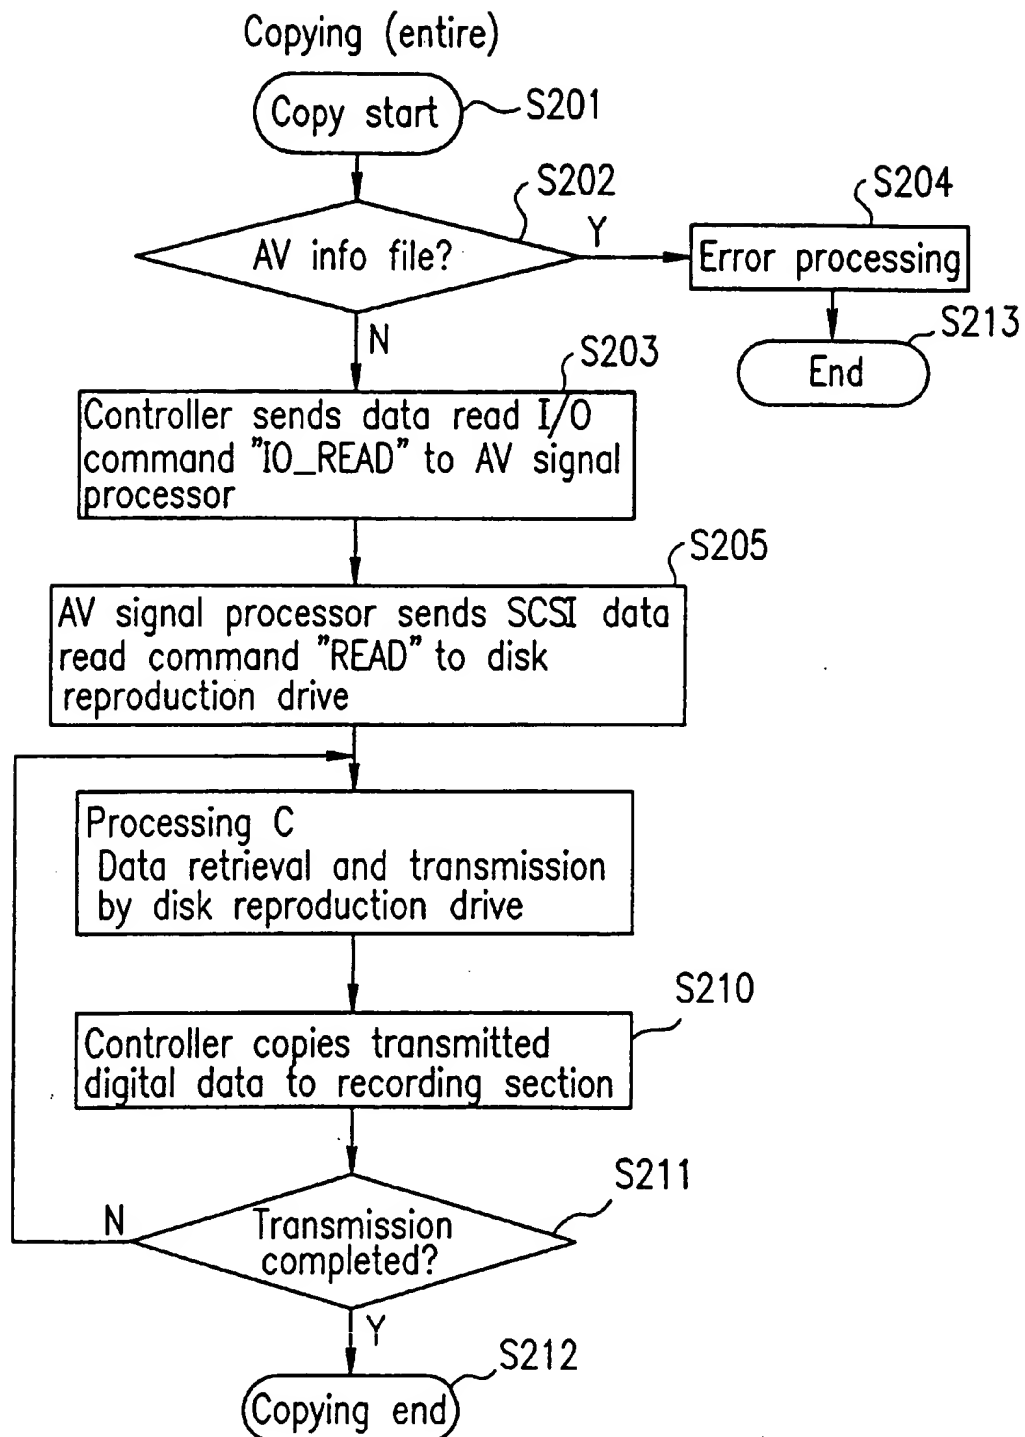 Copying (entire)
Copy start
S201
S202
AV info file?
Y
S204
Error processing
S213
End
N
S203
Controller sends data read I/O
command "IO_READ" to AV signal
processor
S205
AV signal processor sends SCSI data
read command "READ" to disk
reproduction drive
Processing C
Data retrieval and transmission
by disk reproduction drive
S210
Controller copies transmitted
digital data to recording section
S211
N
Transmission
completed?
Y
S212
Copying end